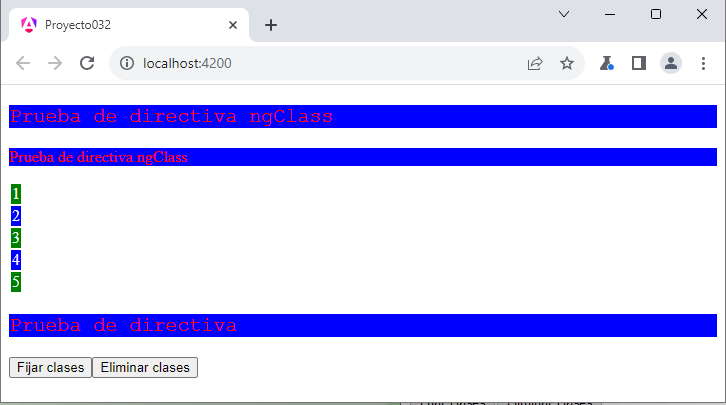 Proyecto032
localhost:4200
Prueba de directiva ngClass
Prueba de directiva ngClass
1
2
3
4
5
Prueba de directiva
Fijar clases Eliminar clases